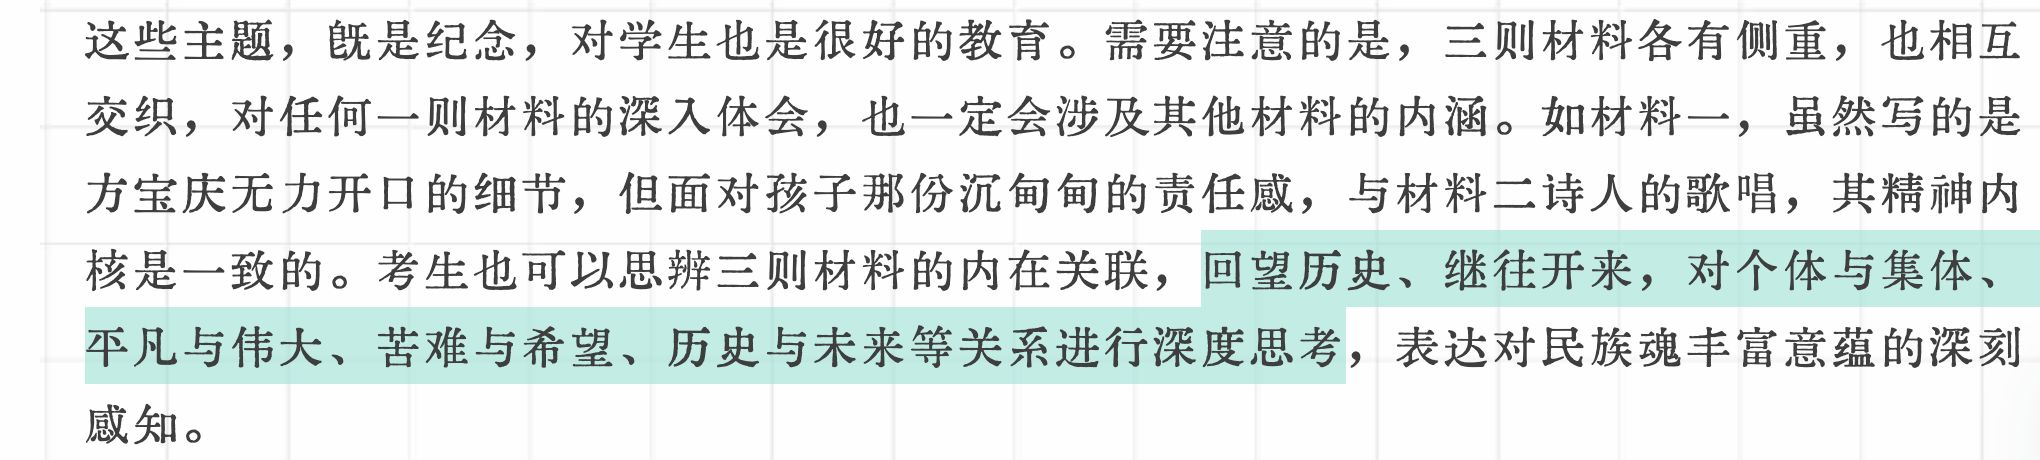 这些主题，既是纪念，对学生也是很好的教育。需要注意的是，三则材料各有侧重，也相互
交织，对任何一则材料的深入体会，也一定会涉及其他材料的内涵。如材料一，虽然写的是
方宝庆无力开口的细节，但面对孩子那份沉甸甸的责任感，与材料二诗人的歌唱，其精神内
核是一致的。考生也可以思辨三则材料的内在关联，回望历史、继往开来，对个体与集体、
平凡与伟大、苦难与希望、历史与未来等关系进行深度思考，表达对民族魂丰富意蕴的深刻
感知。